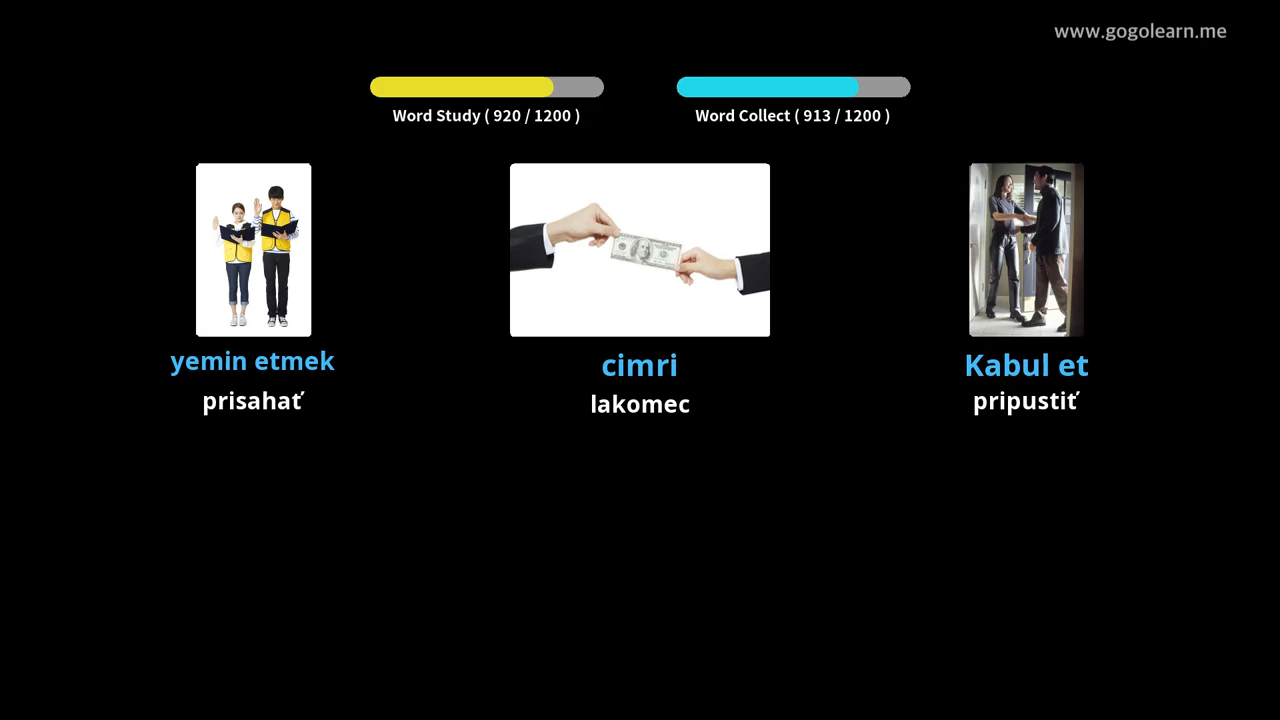 www.gogolearn.me
Word Study ( 920 / 1200 )
Word Collect ( 913 / 1200 )
yemin etmek
prisahať
cimri
lakomec
Kabul et
pripustiť